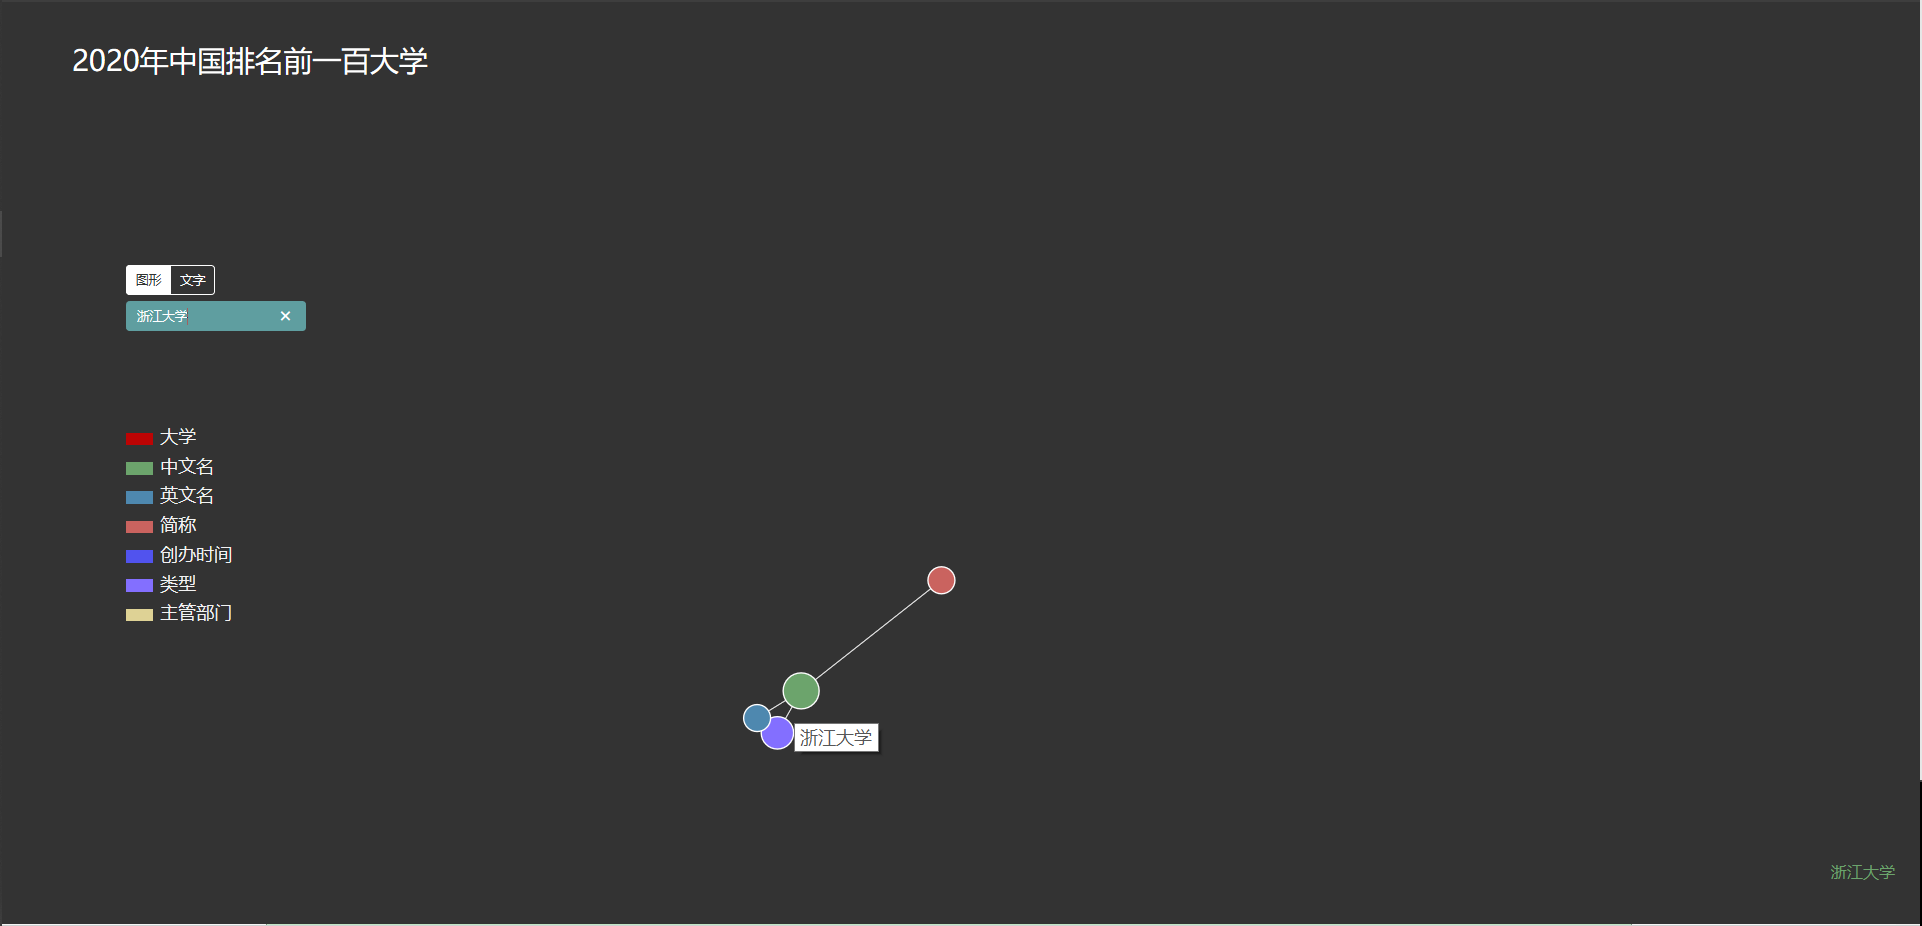 2020年中国排名前一百大学
图形 文字
浙江大学 ×
大学
中文名
英文名
简称
创办时间
类型
主管部门
浙江大学
浙江大学